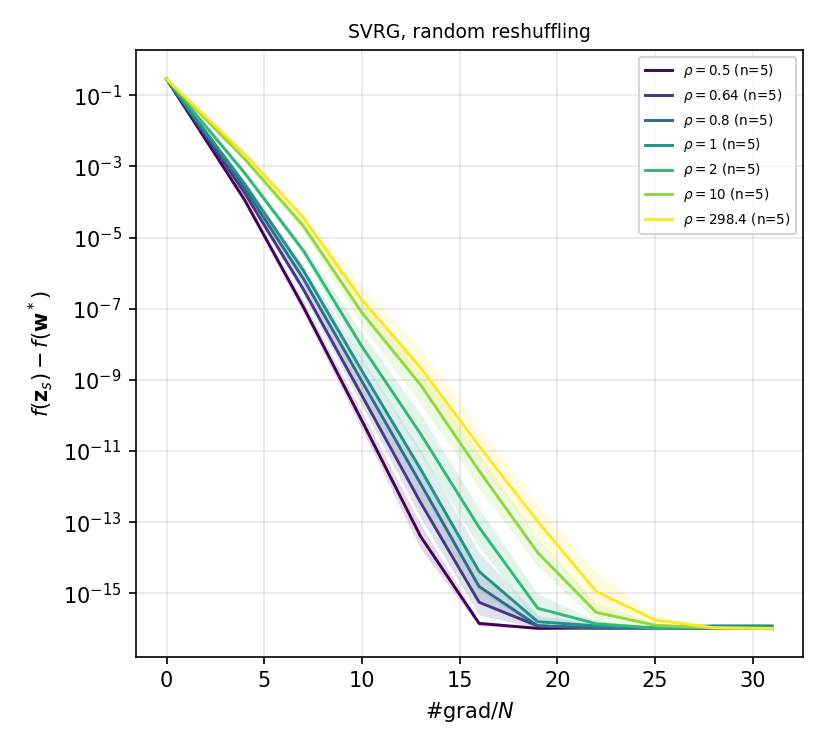 SVRG, random reshuffling
ρ = 0.5 (n=5)
ρ = 0.64 (n=5)
ρ = 0.8 (n=5)
ρ = 1 (n=5)
ρ = 2 (n=5)
ρ = 10 (n=5)
ρ = 298.4 (n=5)
10⁻¹
10⁻³
10⁻⁵
10⁻⁷
10⁻⁹
10⁻¹¹
10⁻¹³
10⁻¹⁵
f(𝐳ₛ) − f(𝐰*)
0 5 10 15 20 25 30
#grad/N